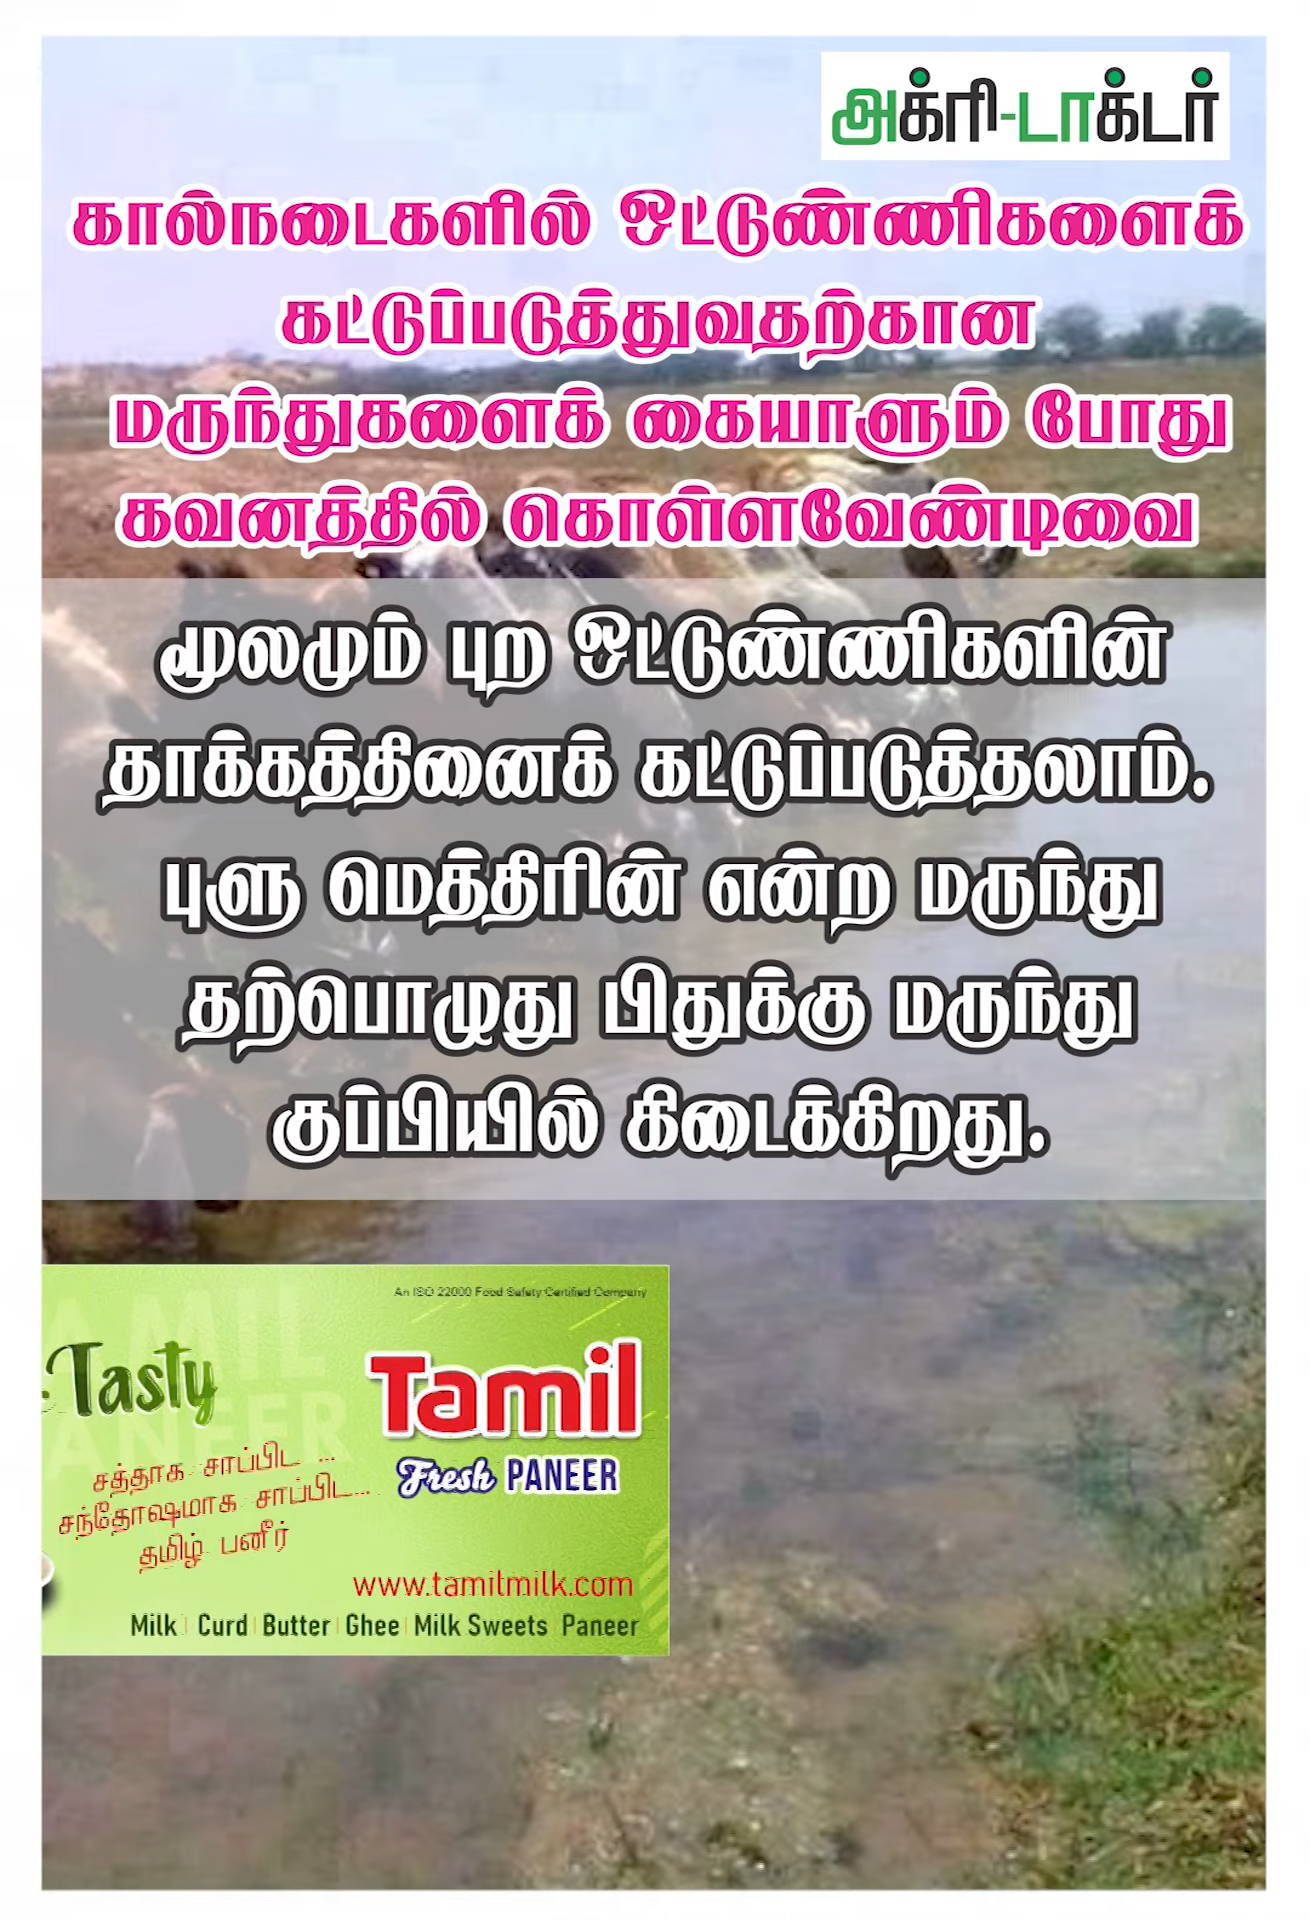 அக்ரி-டாக்டர்
கால்நடைகளில் ஒட்டுண்ணிகளைக்
கட்டுப்படுத்துவதற்கான
மருந்துகளைக் கையாளும் போது
கவனத்தில் கொள்ளவேண்டிவை
மூலமும் புற ஒட்டுண்ணிகளின்
தாக்கத்தினைக் கட்டுப்படுத்தலாம்.
புளு மெத்திரின் என்ற மருந்து
தற்பொழுது பிதுக்கு மருந்து
குப்பியில் கிடைக்கிறது.
An ISO 22000 Food Safety Certified Company
Tasty
Tamil
Fresh PANEER
சத்தாக சாப்பிட ...
சந்தோஷமாக சாப்பிட...
தமிழ் பனீர்
www.tamilmilk.com
Milk | Curd | Butter | Ghee | Milk Sweets Paneer